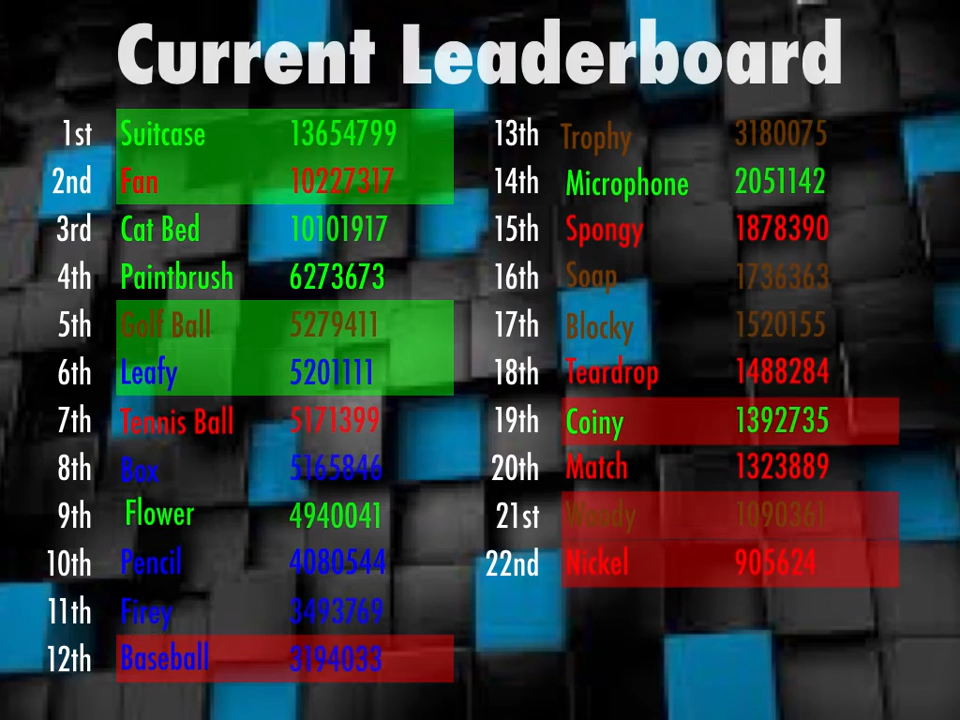 Current Leaderboard
1st Suitcase 13654799
2nd Fan 10227317
3rd Cat Bed 10101917
4th Paintbrush 6273673
5th Golf Ball 5279411
6th Leafy 5201111
7th Tennis Ball 5171399
8th Box 5165846
9th Flower 4940041
10th Pencil 4080544
11th Firey 3493769
12th Baseball 3194033
13th Trophy 3180075
14th Microphone 2051142
15th Spongy 1878390
16th Soap 1736363
17th Blocky 1520155
18th Teardrop 1488284
19th Coiny 1392735
20th Match 1323889
21st Woody 1090361
22nd Nickel 905624